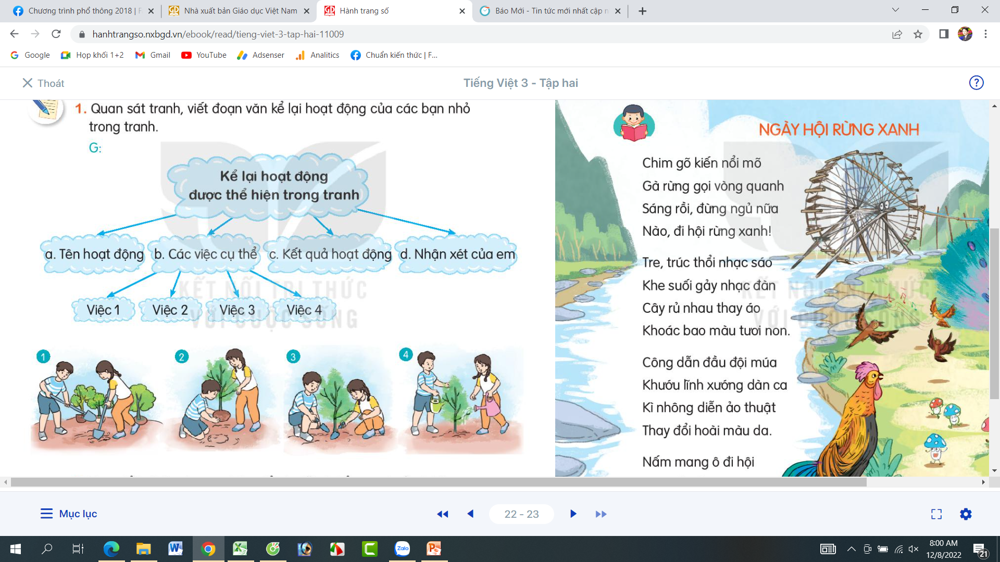 Chương trình phổ thông 2018 | F
Nhà xuất bản Giáo dục Việt Nam
Hành trang số
Báo Mới - Tin tức mới nhất cập n
hanhtrangso.nxbgd.vn/ebook/read/tieng-viet-3-tap-hai-11009
Google
Họp khối 1+2
Gmail
YouTube
Adsenser
Analitics
Chuẩn kiến thức | F...
Thoát
Tiếng Việt 3 - Tập hai
1. Quan sát tranh, viết đoạn văn kể lại hoạt động của các bạn nhỏ
trong tranh.
G:
Kể lại hoạt động
được thể hiện trong tranh
a. Tên hoạt động
b. Các việc cụ thể
c. Kết quả hoạt động
d. Nhận xét của em
Việc 1
Việc 2
Việc 3
Việc 4
KẾT NỐI TRI THỨC
VỚI CUỘC SỐNG
1
2
3
4
NGÀY HỘI RỪNG XANH
Chim gõ kiến nổi mõ
Gà rừng gọi vòng quanh
Sáng rồi, đừng ngủ nữa
Nào, đi hội rừng xanh!
Tre, trúc thổi nhạc sáo
Khe suối gảy nhạc đàn
Cây rủ nhau thay áo
Khoác bao màu tươi non.
Công dẫn đầu đội múa
Khướu lĩnh xướng dàn ca
Kì nhông diễn ảo thuật
Thay đổi hoài màu da.
Nấm mang ô đi hội
KẾT NỐI TRI THỨC
VỚI CUỘC SỐNG
Mục lục
22 - 23
Zalo
8:00 AM
12/8/2022
21